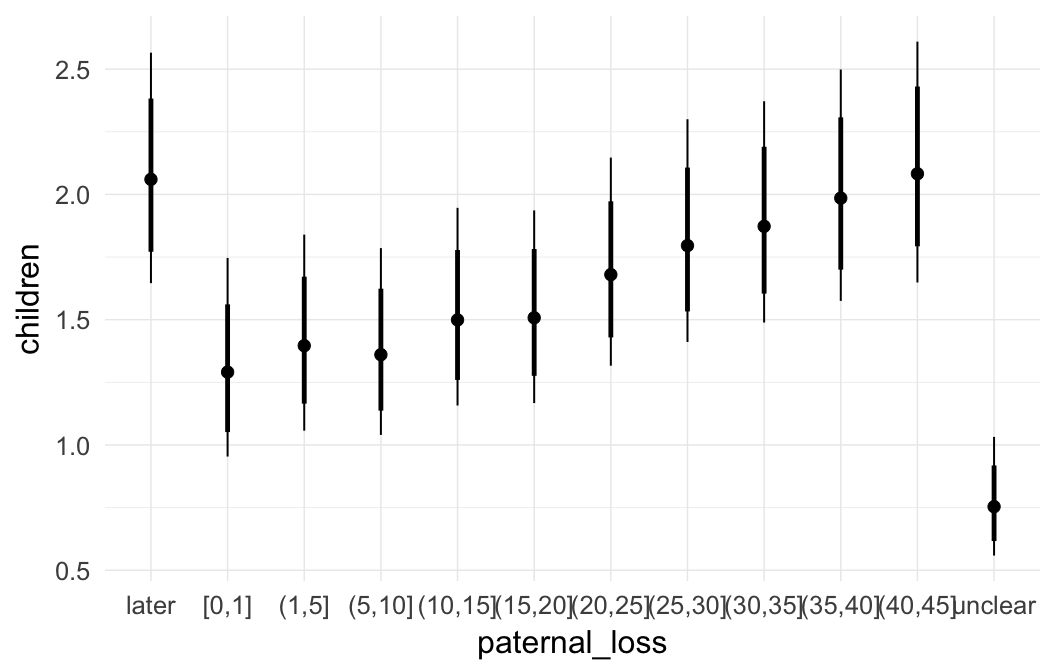 children
2.5
2.0
1.5
1.0
0.5
later [0,1] (1,5] (5,10] (10,15] (15,20] (20,25] (25,30] (30,35] (35,40] (40,45] unclear
paternal_loss